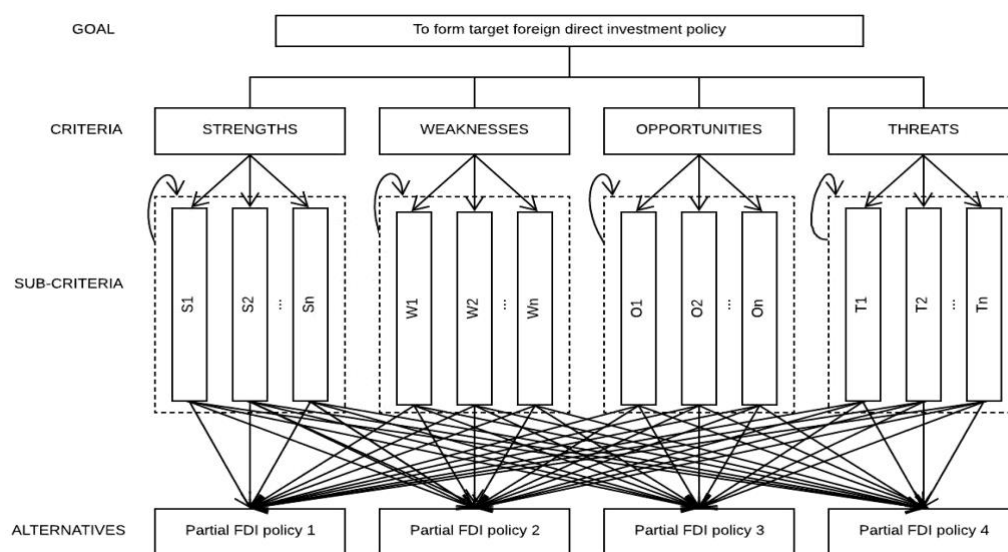 GOAL
To form target foreign direct investment policy
CRITERIA
STRENGTHS
WEAKNESSES
OPPORTUNITIES
THREATS
SUB-CRITERIA
S1
S2
...
Sn
W1
W2
...
Wn
O1
O2
...
On
T1
T2
...
Tn
ALTERNATIVES
Partial FDI policy 1
Partial FDI policy 2
Partial FDI policy 3
Partial FDI policy 4